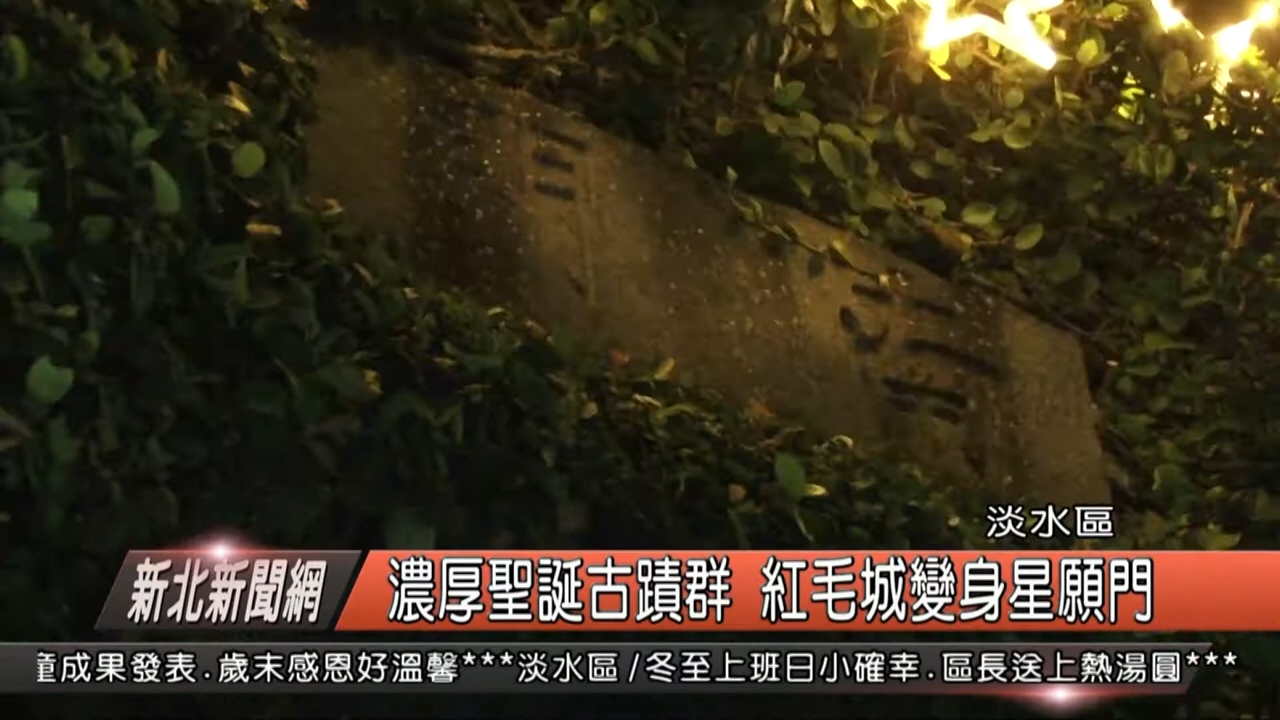 淡水區
新北新聞網
濃厚聖誕古蹟群 紅毛城變身星願門
童成果發表.歲末感恩好溫馨***淡水區/冬至上班日小確幸.區長送上熱湯圓***